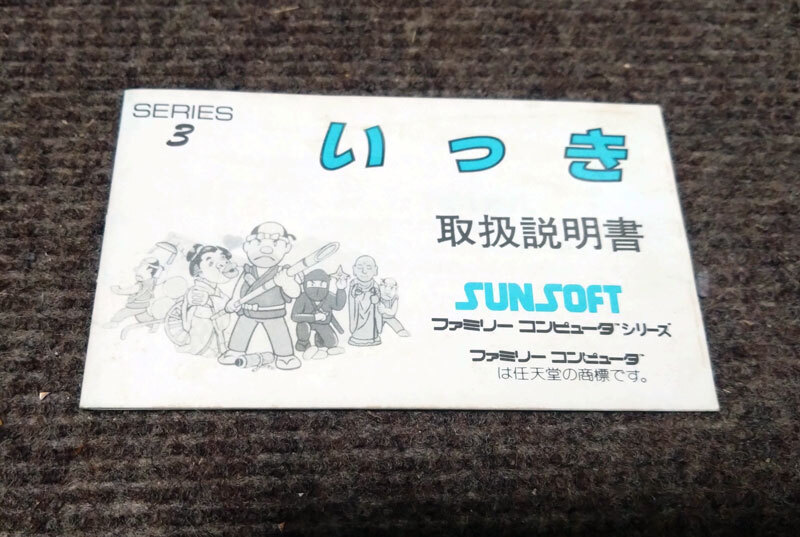 SERIES
3
いっき
取扱説明書
SUNSOFT
ファミリー コンピュータ™シリーズ
ファミリー コンピュータ™
は任天堂の商標です。